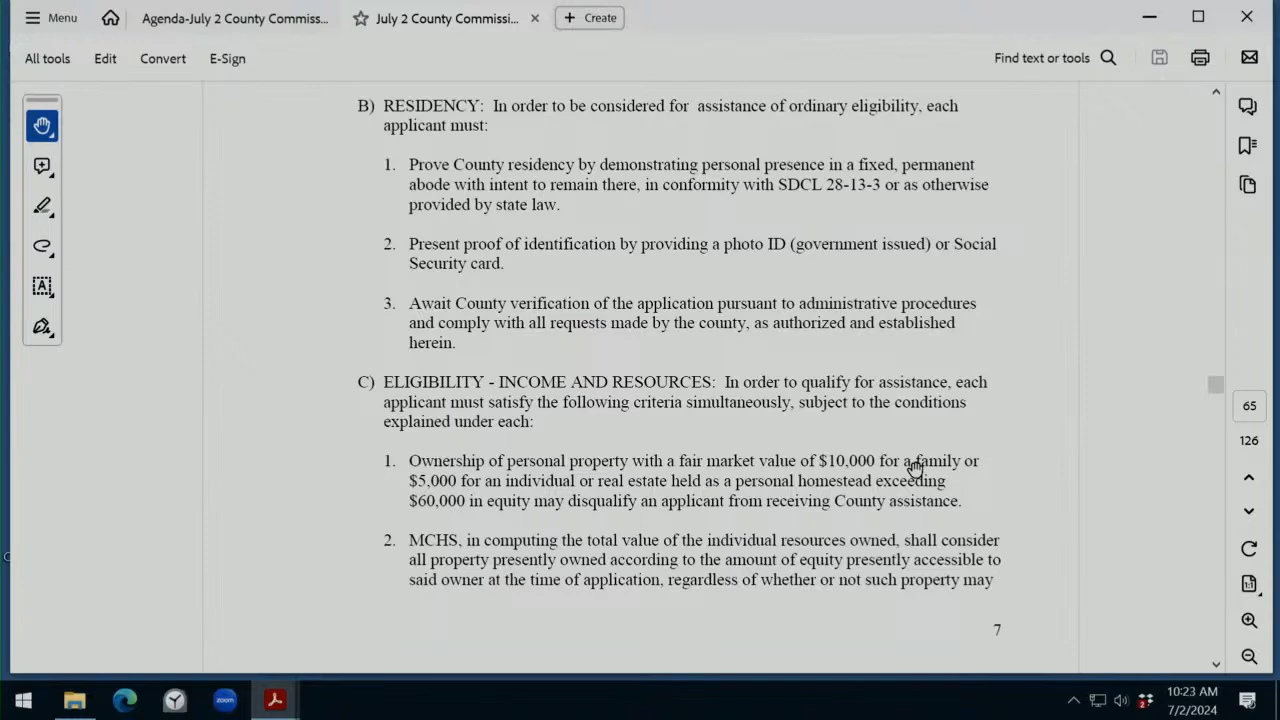 Menu
Agenda-July 2 County Commiss...
July 2 County Commissi...
Create
All tools
Edit
Convert
E-Sign
Find text or tools
B) RESIDENCY: In order to be considered for assistance of ordinary eligibility, each
applicant must:
1. Prove County residency by demonstrating personal presence in a fixed, permanent
abode with intent to remain there, in conformity with SDCL 28-13-3 or as otherwise
provided by state law.
2. Present proof of identification by providing a photo ID (government issued) or Social
Security card.
3. Await County verification of the application pursuant to administrative procedures
and comply with all requests made by the county, as authorized and established
herein.
C) ELIGIBILITY - INCOME AND RESOURCES: In order to qualify for assistance, each
applicant must satisfy the following criteria simultaneously, subject to the conditions
explained under each:
1. Ownership of personal property with a fair market value of $10,000 for a family or
$5,000 for an individual or real estate held as a personal homestead exceeding
$60,000 in equity may disqualify an applicant from receiving County assistance.
2. MCHS, in computing the total value of the individual resources owned, shall consider
all property presently owned according to the amount of equity presently accessible to
said owner at the time of application, regardless of whether or not such property may
7
65
126
1:1
zoom
2
10:23 AM
7/2/2024